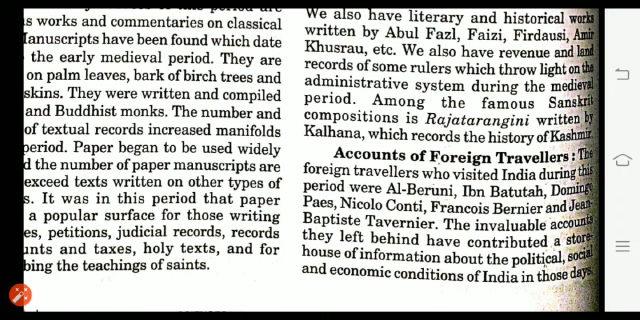 s works and commentaries on classical
Manuscripts have been found which date
the early medieval period. They are
on palm leaves, bark of birch trees and
skins. They were written and compiled
and Buddhist monks. The number and
of textual records increased manifolds
period. Paper began to be used widely
d the number of paper manuscripts are
exceed texts written on other types of
s. It was in this period that paper
a popular surface for those writing
es, petitions, judicial records, records
unts and taxes, holy texts, and for
bing the teachings of saints.
We also have literary and historical works
written by Abul Fazl, Faizi, Firdausi, Amir
Khusrau, etc. We also have revenue and land
records of some rulers which throw light on the
administrative system during the medieval
period. Among the famous Sanskrit
compositions is Rajatarangini written by
Kalhana, which records the history of Kashmir.
Accounts of Foreign Travellers : The
foreign travellers who visited India during this
period were Al-Beruni, Ibn Batutah, Domingo
Paes, Nicolo Conti, Francois Bernier and Jean-
Baptiste Tavernier. The invaluable accounts
they left behind have contributed a store-
house of information about the political, social
and economic conditions of India in those days.